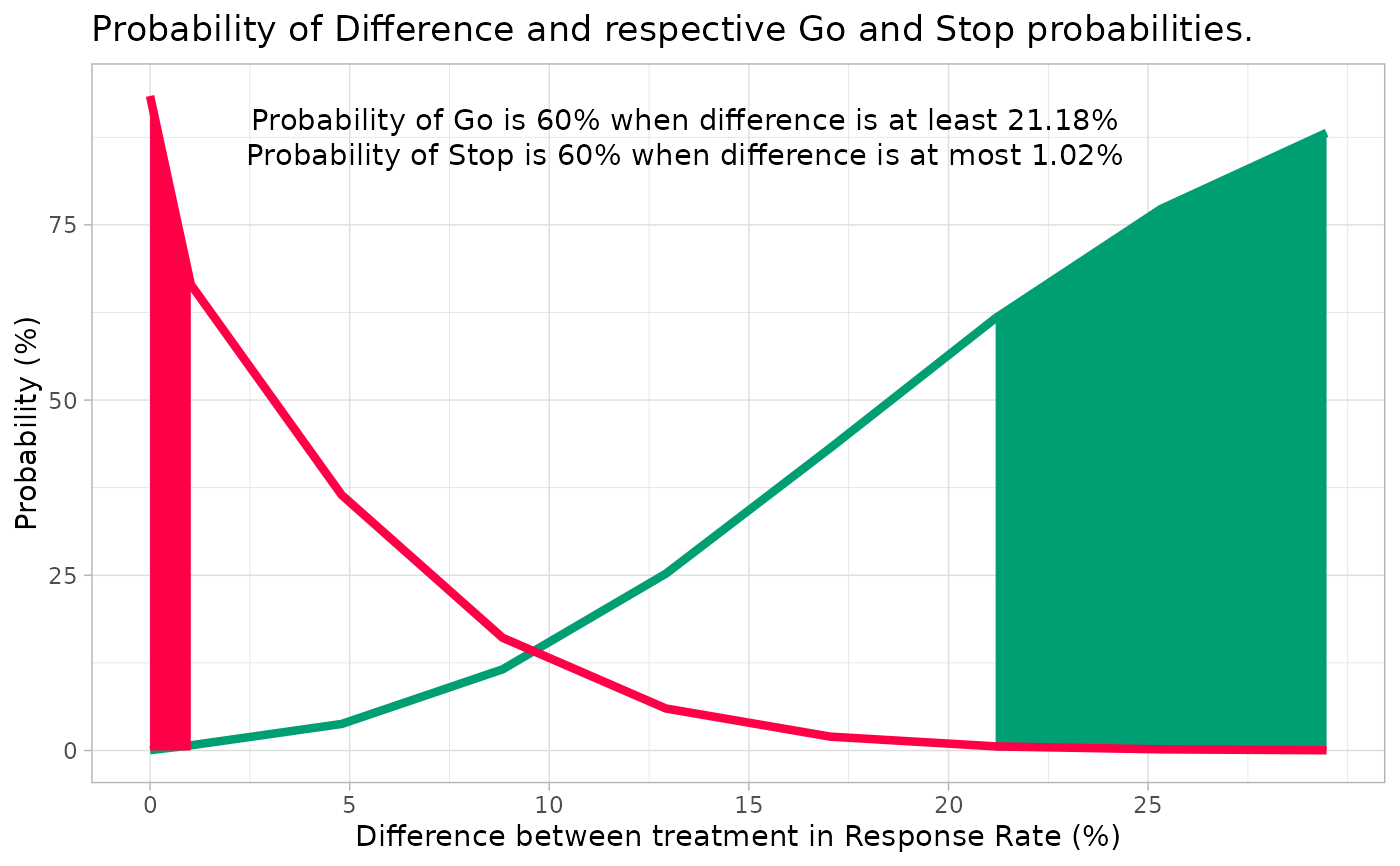 Probability of Difference and respective Go and Stop probabilities.
Probability of Go is 60% when difference is at least 21.18%
Probability of Stop is 60% when difference is at most 1.02%
Probability (%)
75
50
25
0
0 5 10 15 20 25
Difference between treatment in Response Rate (%)